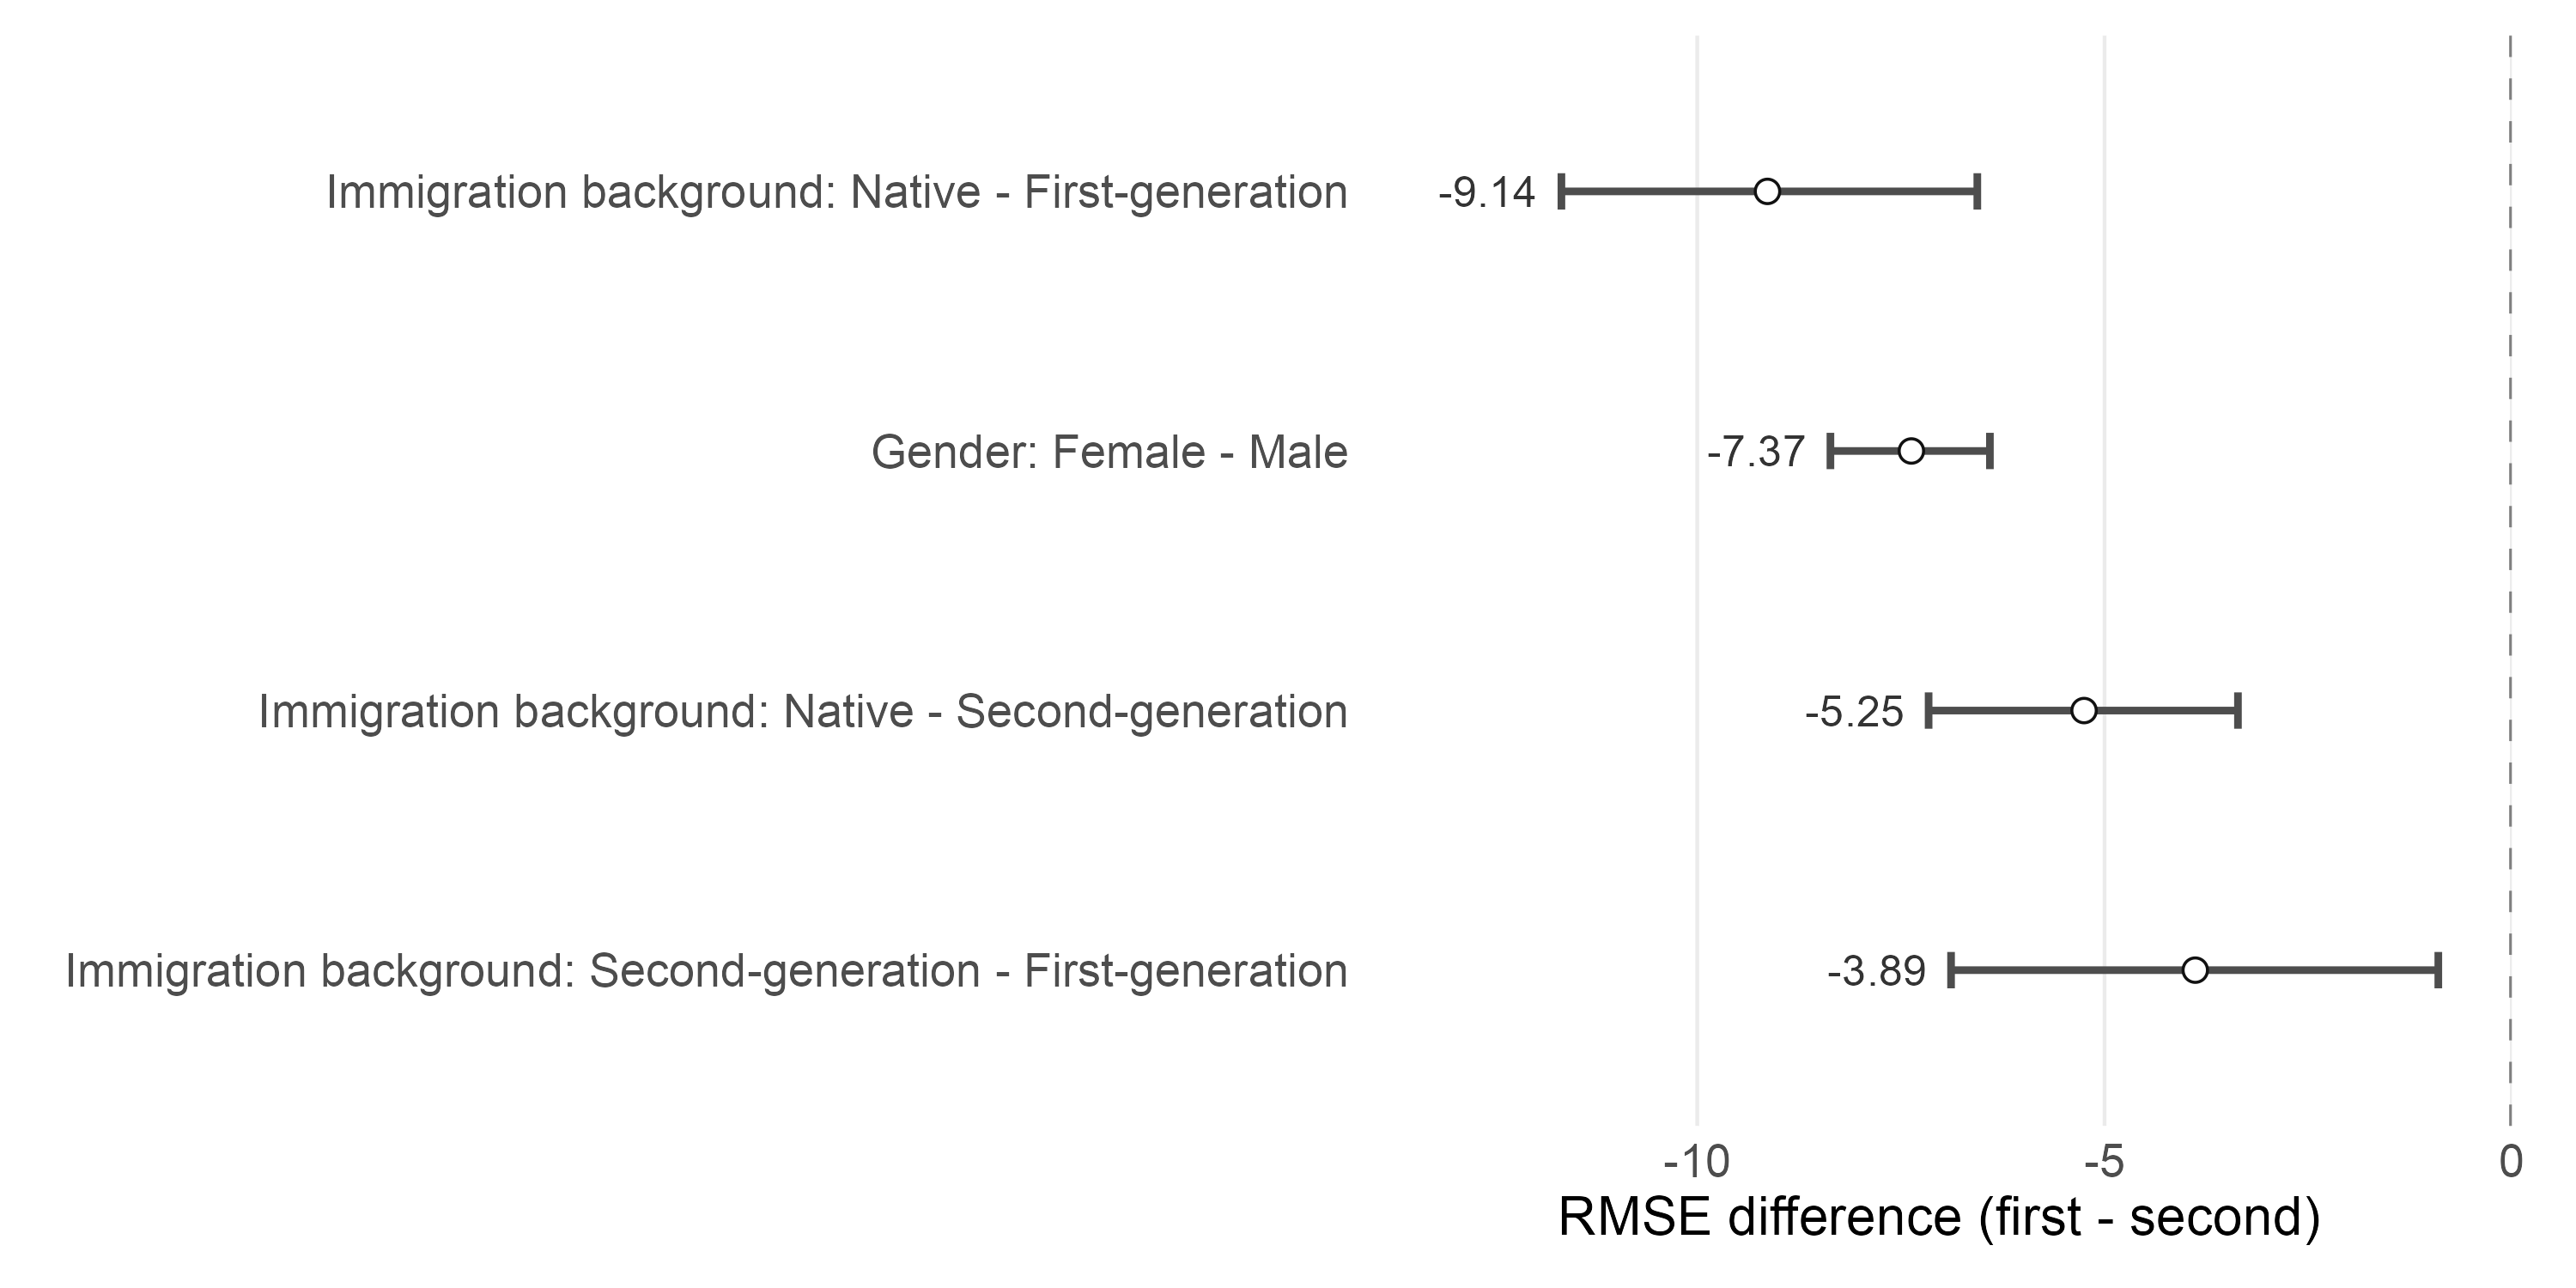 Immigration background: Native - First-generation -9.14
Gender: Female - Male -7.37
Immigration background: Native - Second-generation -5.25
Immigration background: Second-generation - First-generation -3.89
-10 -5 0
RMSE difference (first - second)